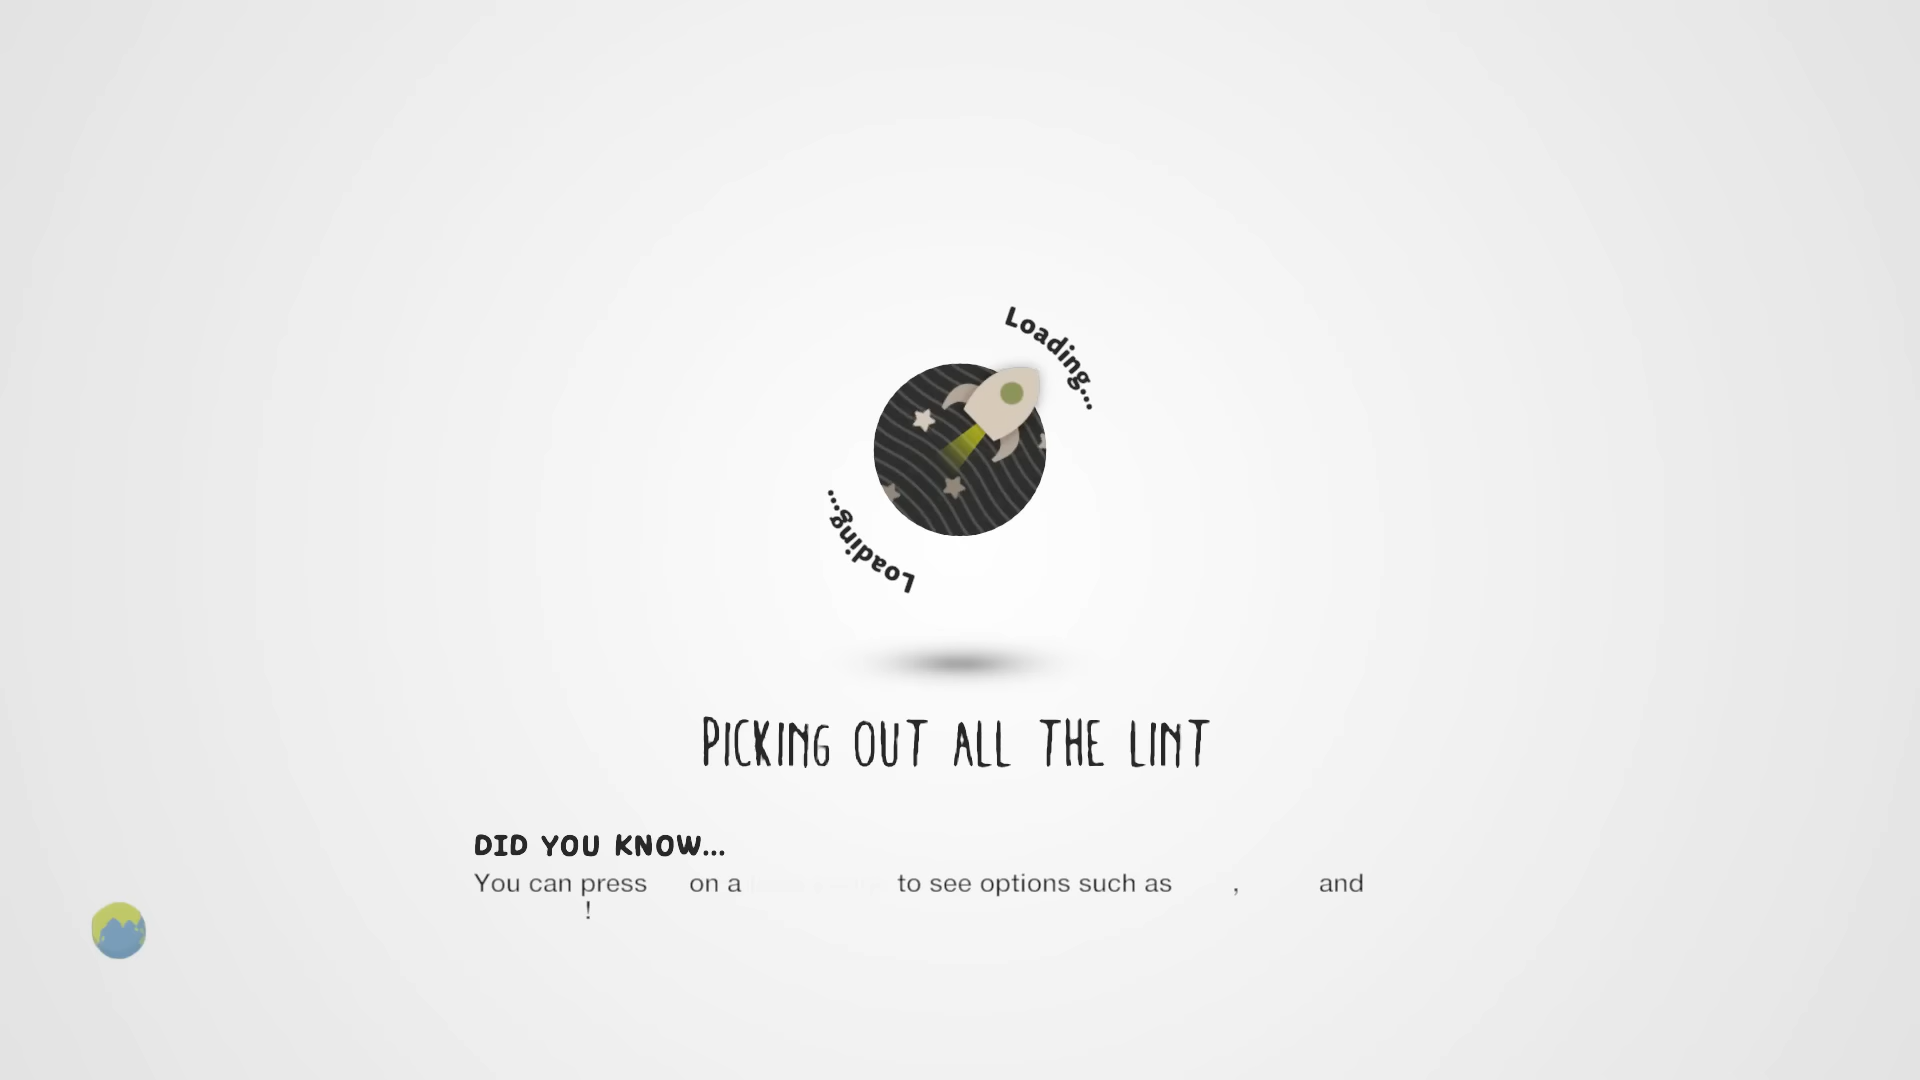 Loading...
Loading...
PICKING OUT ALL THE LINT
DID YOU KNOW...
You can press on a to see options such as , and
!